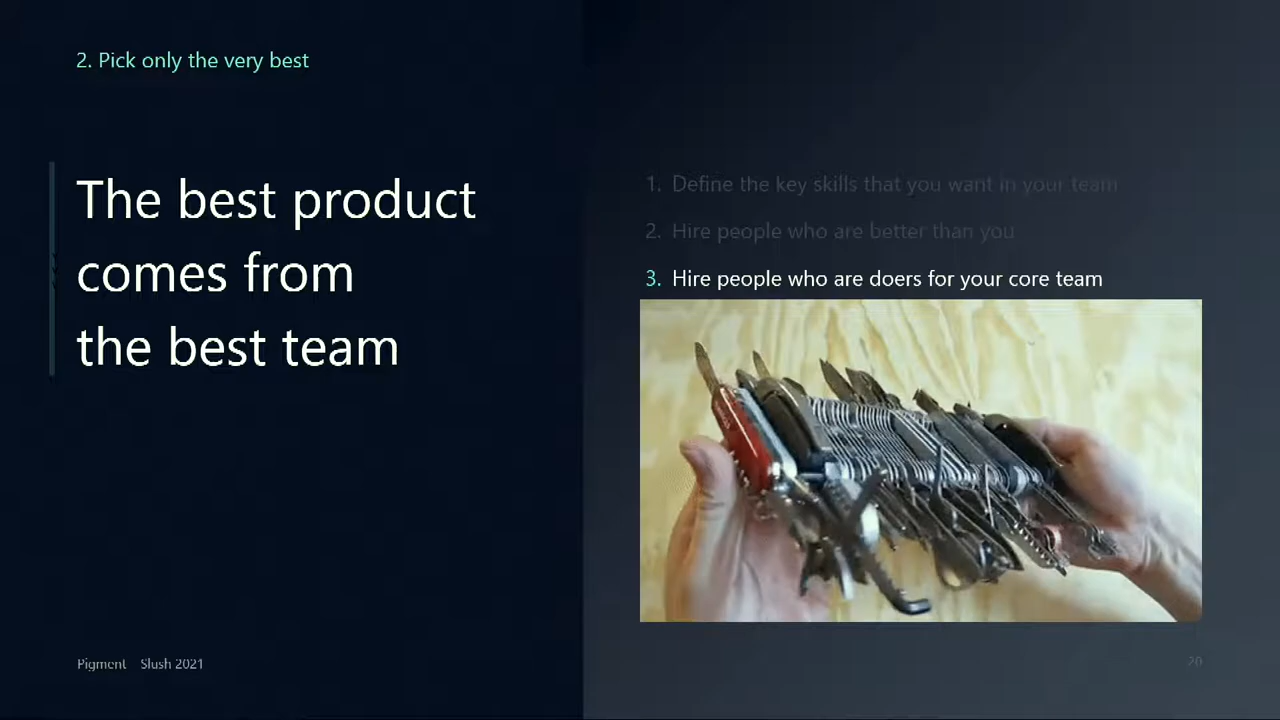 2. Pick only the very best
The best product
comes from
the best team
1. Define the key skills that you want in your team
2. Hire people who are better than you
3. Hire people who are doers for your core team
Pigment Slush 2021
20